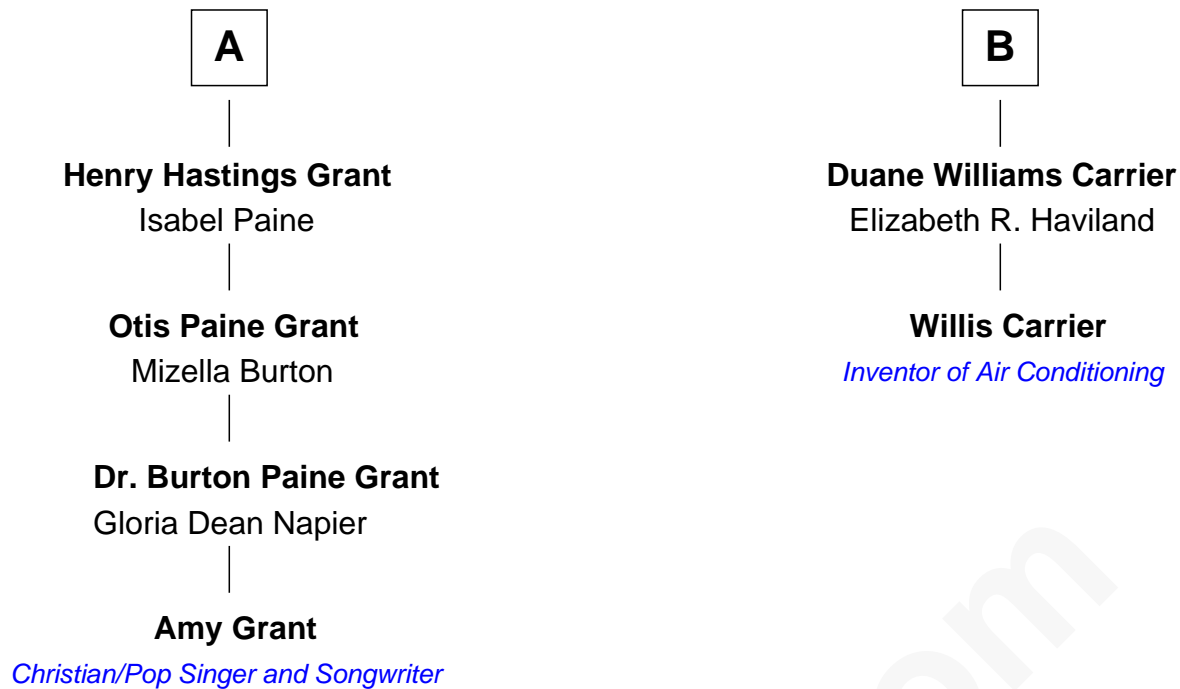 A
Henry Hastings Grant
Isabel Paine
Otis Paine Grant
Mizella Burton
Dr. Burton Paine Grant
Gloria Dean Napier
Amy Grant
Christian/Pop Singer and Songwriter
B
Duane Williams Carrier
Elizabeth R. Haviland
Willis Carrier
Inventor of Air Conditioning
om